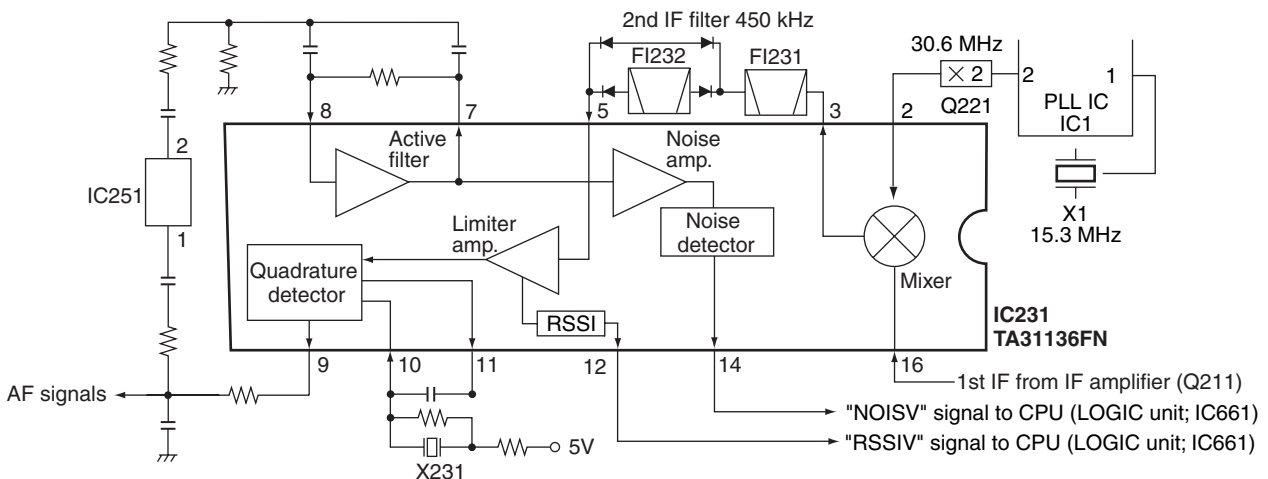 2nd IF filter 450 kHz
FI232
FI231
30.6 MHz
× 2
Q221
2
1
PLL IC
IC1
X1
15.3 MHz
8
7
5
3
2
Active
filter
Noise
amp.
2
IC251
1
Limiter
amp.
Noise
detector
Mixer
Quadrature
detector
RSSI
IC231
TA31136FN
9
10
11
12
14
16
AF signals
1st IF from IF amplifier (Q211)
"NOISV" signal to CPU (LOGIC unit; IC661)
"RSSIV" signal to CPU (LOGIC unit; IC661)
5V
X231